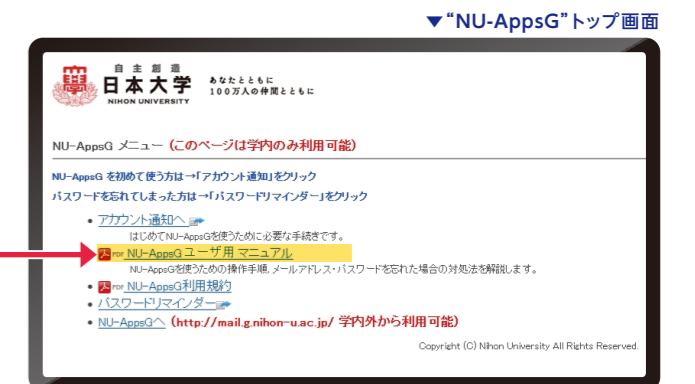 ▼“NU-AppsG”トップ画面
自主創造
日本大学
NIHON UNIVERSITY
あなたとともに
100万人の仲間とともに
NU-AppsG メニュー (このページは学内のみ利用可能)
NU-AppsG を初めて使う方は→「アカウント通知」をクリック
パスワードを忘れてしまった方は→「パスワードリマインダー」をクリック
• アカウント通知へ
はじめてNU-AppsGを使うために必要な手続きです。
• PDF NU-AppsG ユーザ用 マニュアル
NU-AppsGを使うための操作手順、メールアドレス・パスワードを忘れた場合の対処法を解説します。
• PDF NU-AppsG利用規約
• パスワードリマインダー
• NU-AppsGへ (http://mail.g.nihon-u.ac.jp/ 学内外から利用可能)
Copyright (C) Nihon University All Rights Reserved.